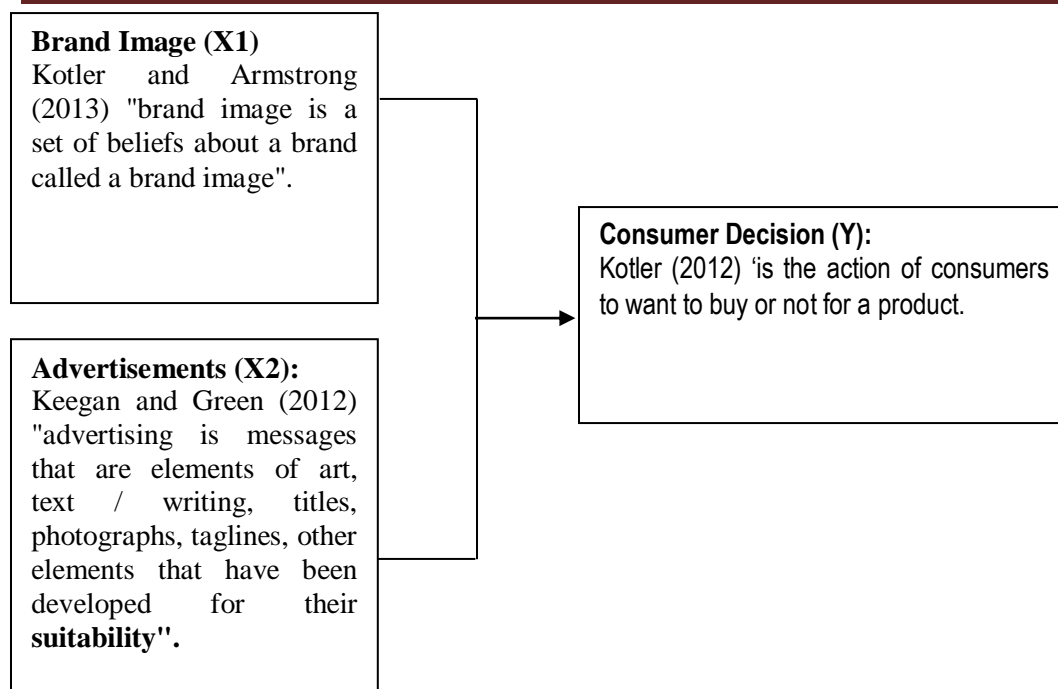 Brand Image (X1)
Kotler and Armstrong
(2013) "brand image is a
set of beliefs about a brand
called a brand image".
Advertisements (X2):
Keegan and Green (2012)
"advertising is messages
that are elements of art,
text / writing, titles,
photographs, taglines, other
elements that have been
developed for their
suitability".
Consumer Decision (Y):
Kotler (2012) ‘is the action of consumers
to want to buy or not for a product.